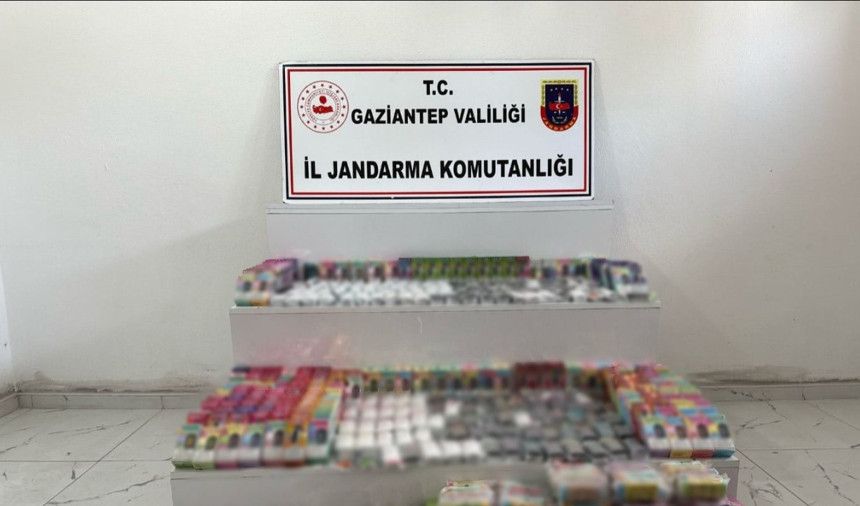 T.C.
GAZİANTEP VALİLİĞİ
İL JANDARMA KOMUTANLIĞI